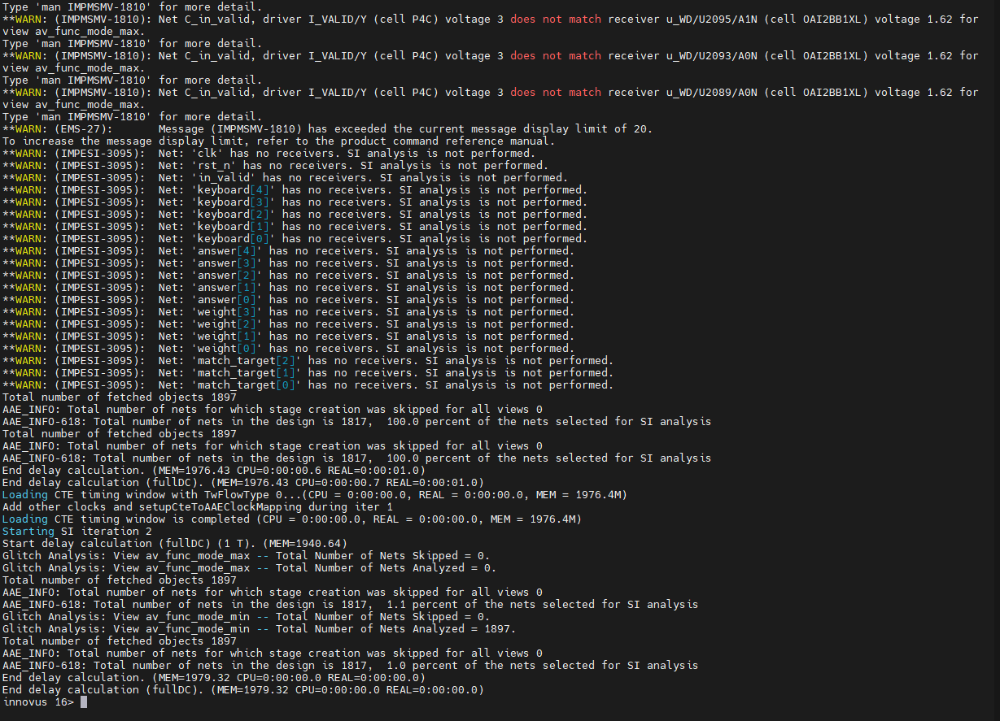 Type 'man IMPMSMV-1810' for more detail.
**WARN: (IMPMSMV-1810): Net C_in_valid, driver I_VALID/Y (cell P4C) voltage 3 does not match receiver u_WD/U2095/A1N (cell OAI2BB1XL) voltage 1.62 for
view av_func_mode_max.
Type 'man IMPMSMV-1810' for more detail.
**WARN: (IMPMSMV-1810): Net C_in_valid, driver I_VALID/Y (cell P4C) voltage 3 does not match receiver u_WD/U2093/A0N (cell OAI2BB1XL) voltage 1.62 for
view av_func_mode_max.
Type 'man IMPMSMV-1810' for more detail.
**WARN: (IMPMSMV-1810): Net C_in_valid, driver I_VALID/Y (cell P4C) voltage 3 does not match receiver u_WD/U2089/A0N (cell OAI2BB1XL) voltage 1.62 for
view av_func_mode_max.
Type 'man IMPMSMV-1810' for more detail.
**WARN: (EMS-27):       Message (IMPMSMV-1810) has exceeded the current message display limit of 20.
To increase the message display limit, refer to the product command reference manual.
**WARN: (IMPESI-3095):  Net: 'clk' has no receivers. SI analysis is not performed.
**WARN: (IMPESI-3095):  Net: 'rst_n' has no receivers. SI analysis is not performed.
**WARN: (IMPESI-3095):  Net: 'in_valid' has no receivers. SI analysis is not performed.
**WARN: (IMPESI-3095):  Net: 'keyboard[4]' has no receivers. SI analysis is not performed.
**WARN: (IMPESI-3095):  Net: 'keyboard[3]' has no receivers. SI analysis is not performed.
**WARN: (IMPESI-3095):  Net: 'keyboard[2]' has no receivers. SI analysis is not performed.
**WARN: (IMPESI-3095):  Net: 'keyboard[1]' has no receivers. SI analysis is not performed.
**WARN: (IMPESI-3095):  Net: 'keyboard[0]' has no receivers. SI analysis is not performed.
**WARN: (IMPESI-3095):  Net: 'answer[4]' has no receivers. SI analysis is not performed.
**WARN: (IMPESI-3095):  Net: 'answer[3]' has no receivers. SI analysis is not performed.
**WARN: (IMPESI-3095):  Net: 'answer[2]' has no receivers. SI analysis is not performed.
**WARN: (IMPESI-3095):  Net: 'answer[1]' has no receivers. SI analysis is not performed.
**WARN: (IMPESI-3095):  Net: 'answer[0]' has no receivers. SI analysis is not performed.
**WARN: (IMPESI-3095):  Net: 'weight[3]' has no receivers. SI analysis is not performed.
**WARN: (IMPESI-3095):  Net: 'weight[2]' has no receivers. SI analysis is not performed.
**WARN: (IMPESI-3095):  Net: 'weight[1]' has no receivers. SI analysis is not performed.
**WARN: (IMPESI-3095):  Net: 'weight[0]' has no receivers. SI analysis is not performed.
**WARN: (IMPESI-3095):  Net: 'match_target[2]' has no receivers. SI analysis is not performed.
**WARN: (IMPESI-3095):  Net: 'match_target[1]' has no receivers. SI analysis is not performed.
**WARN: (IMPESI-3095):  Net: 'match_target[0]' has no receivers. SI analysis is not performed.
Total number of fetched objects 1897
AAE_INFO: Total number of nets for which stage creation was skipped for all views 0
AAE_INFO-618: Total number of nets in the design is 1817,  100.0 percent of the nets selected for SI analysis
Total number of fetched objects 1897
AAE_INFO: Total number of nets for which stage creation was skipped for all views 0
AAE_INFO-618: Total number of nets in the design is 1817,  100.0 percent of the nets selected for SI analysis
End delay calculation. (MEM=1976.43 CPU=0:00:00.6 REAL=0:00:01.0)
End delay calculation (fullDC). (MEM=1976.43 CPU=0:00:00.7 REAL=0:00:01.0)
Loading CTE timing window with TwFlowType 0...(CPU = 0:00:00.0, REAL = 0:00:00.0, MEM = 1976.4M)
Add other clocks and setupCteToAAEClockMapping during iter 1
Loading CTE timing window is completed (CPU = 0:00:00.0, REAL = 0:00:00.0, MEM = 1976.4M)
Starting SI iteration 2
Start delay calculation (fullDC) (1 T). (MEM=1940.64)
Glitch Analysis: View av_func_mode_max -- Total Number of Nets Skipped = 0.
Glitch Analysis: View av_func_mode_max -- Total Number of Nets Analyzed = 0.
Total number of fetched objects 1897
AAE_INFO: Total number of nets for which stage creation was skipped for all views 0
AAE_INFO-618: Total number of nets in the design is 1817,  1.1 percent of the nets selected for SI analysis
Glitch Analysis: View av_func_mode_min -- Total Number of Nets Skipped = 0.
Glitch Analysis: View av_func_mode_min -- Total Number of Nets Analyzed = 1897.
Total number of fetched objects 1897
AAE_INFO: Total number of nets for which stage creation was skipped for all views 0
AAE_INFO-618: Total number of nets in the design is 1817,  1.0 percent of the nets selected for SI analysis
End delay calculation. (MEM=1979.32 CPU=0:00:00.0 REAL=0:00:00.0)
End delay calculation (fullDC). (MEM=1979.32 CPU=0:00:00.0 REAL=0:00:00.0)
innovus 16>